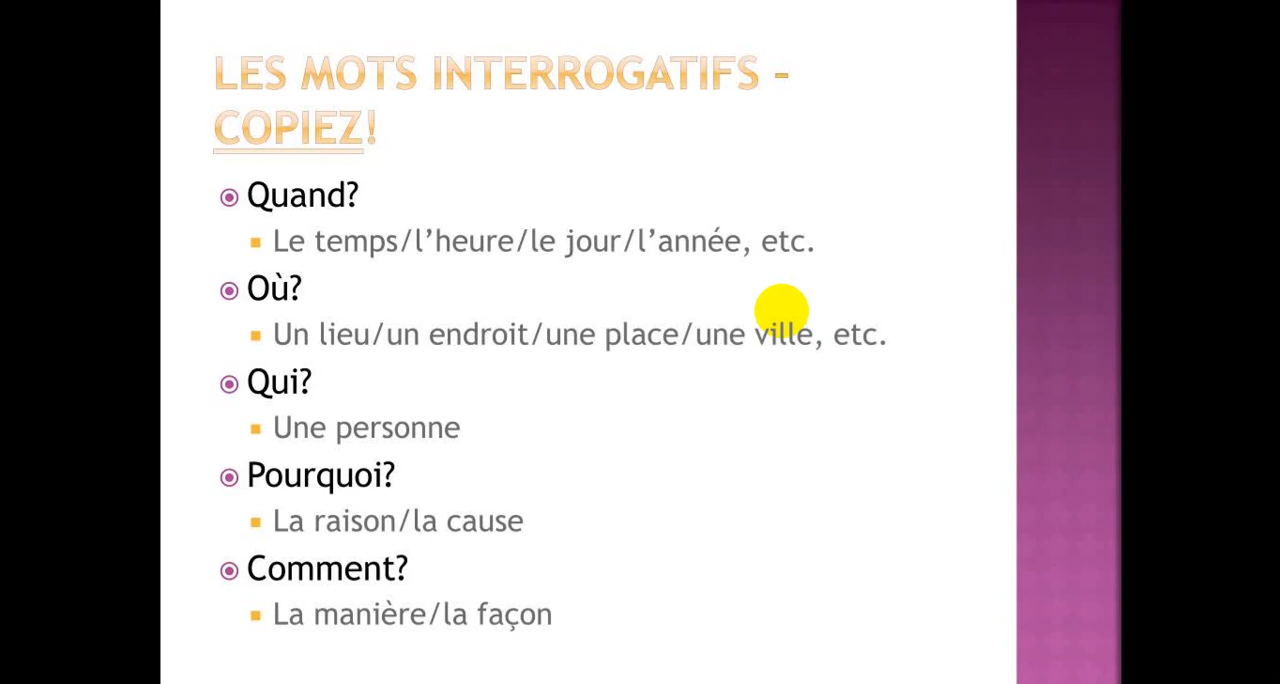 LES MOTS INTERROGATIFS -
COPIEZ!
Quand?
Le temps/l’heure/le jour/l’année, etc.
Où?
Un lieu/un endroit/une place/une ville, etc.
Qui?
Une personne
Pourquoi?
La raison/la cause
Comment?
La manière/la façon